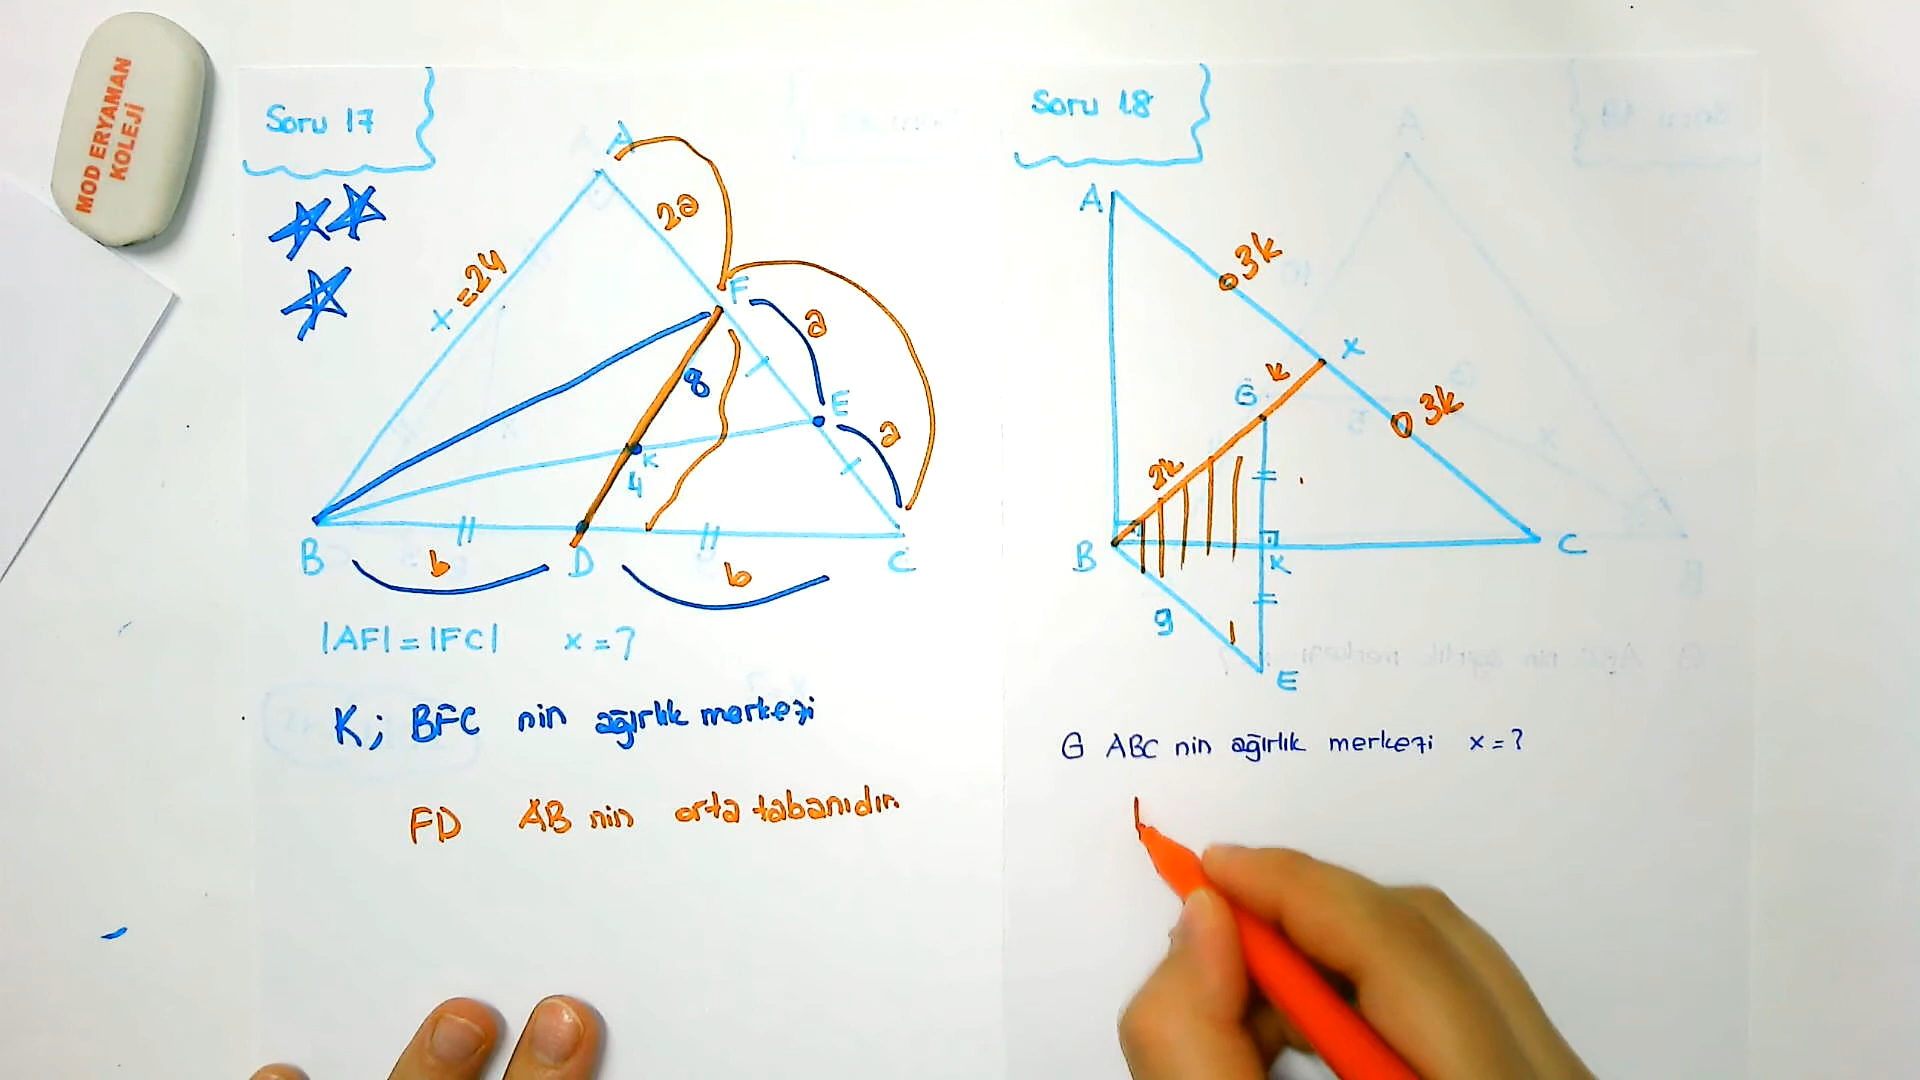 MOD ERYAMAN
KOLEJİ
Soru 17
A
2a
x = 24
F
a
8
E
K
a
4
B
D
C
b
b
|AF| = |FC| x = ?
K; BFC nin ağırlık merkezi
FD AB nin orta tabanıdır
Soru 18
A
3k
x
k
G
3k
2k
B
K
C
9
E
G ABC nin ağırlık merkezi x = ?